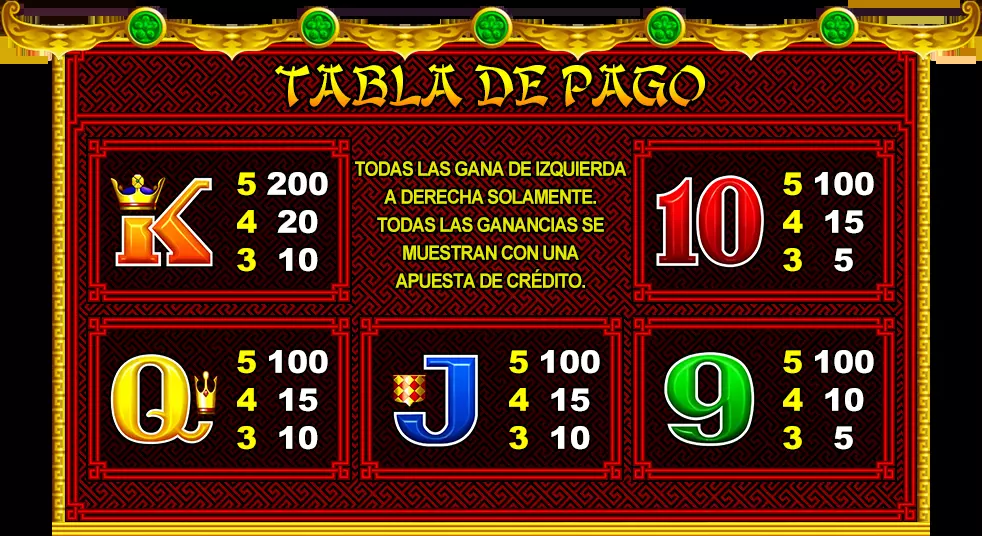 TABLA DE PAGO
K
5 200
4 20
3 10
TODAS LAS GANA DE IZQUIERDA
A DERECHA SOLAMENTE.
TODAS LAS GANANCIAS SE
MUESTRAN CON UNA
APUESTA DE CRÉDITO.
10
5 100
4 15
3 5
Q
5 100
4 15
3 10
J
5 100
4 15
3 10
9
5 100
4 10
3 5